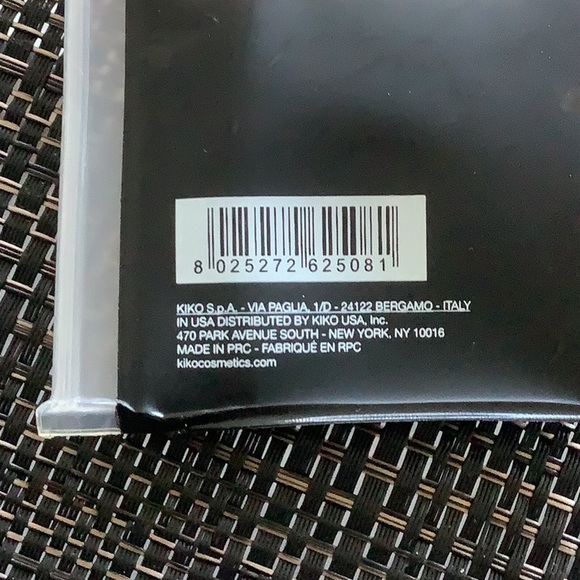 8 025272 625081
KIKO S.p.A. - VIA PAGLIA, 1/D - 24122 BERGAMO - ITALY
IN USA DISTRIBUTED BY KIKO USA, Inc.
470 PARK AVENUE SOUTH - NEW YORK, NY 10016
MADE IN PRC - FABRIQUÉ EN RPC
kikocosmetics.com